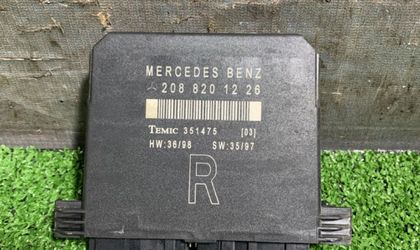 MERCEDES BENZ
208 820 12 26
TEMIC 351475 [03]
HW:36/98 SW:35/97
R